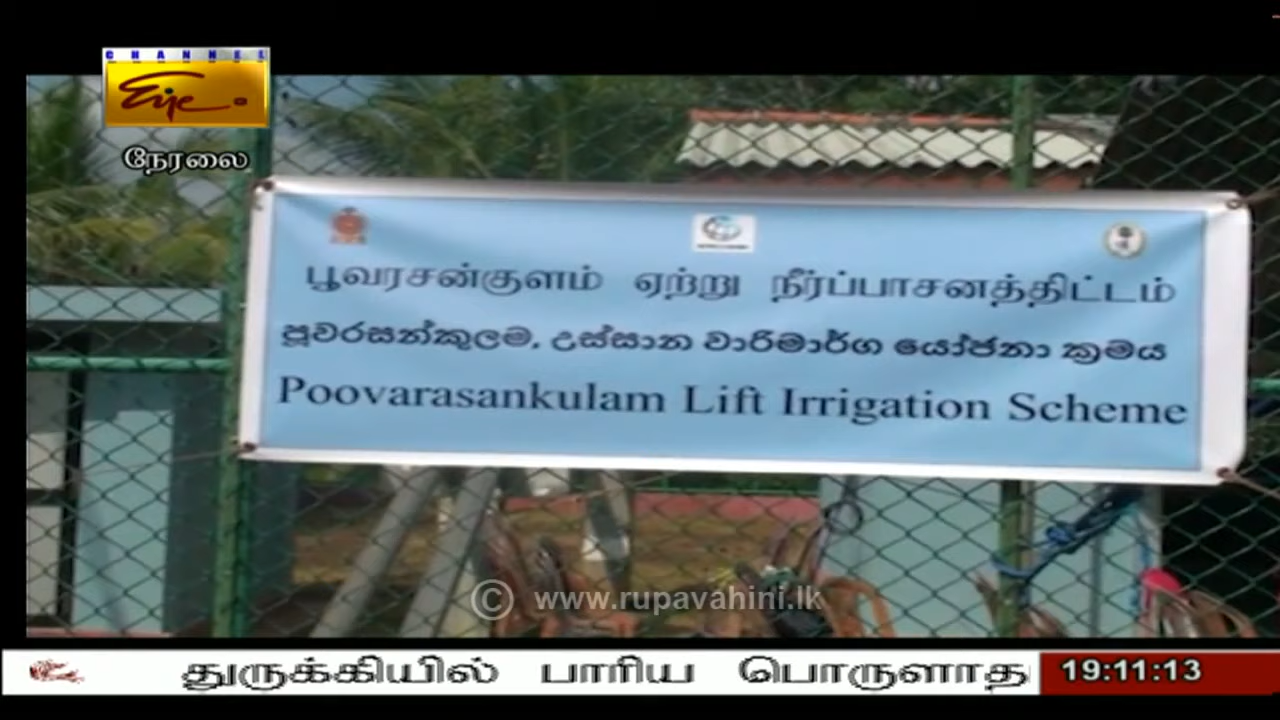 CHANNEL
Eye
நேரலை
பூவரசன்குளம் ஏற்று நீர்ப்பாசனத்திட்டம்
පූවරසන්කුලම, උස්සාන වාරිමාර්ග යෝජනා ක්‍රමය
Poovarasankulam Lift Irrigation Scheme
© www.rupavahini.lk
துருக்கியில் பாரிய பொருளாத
19:11:13